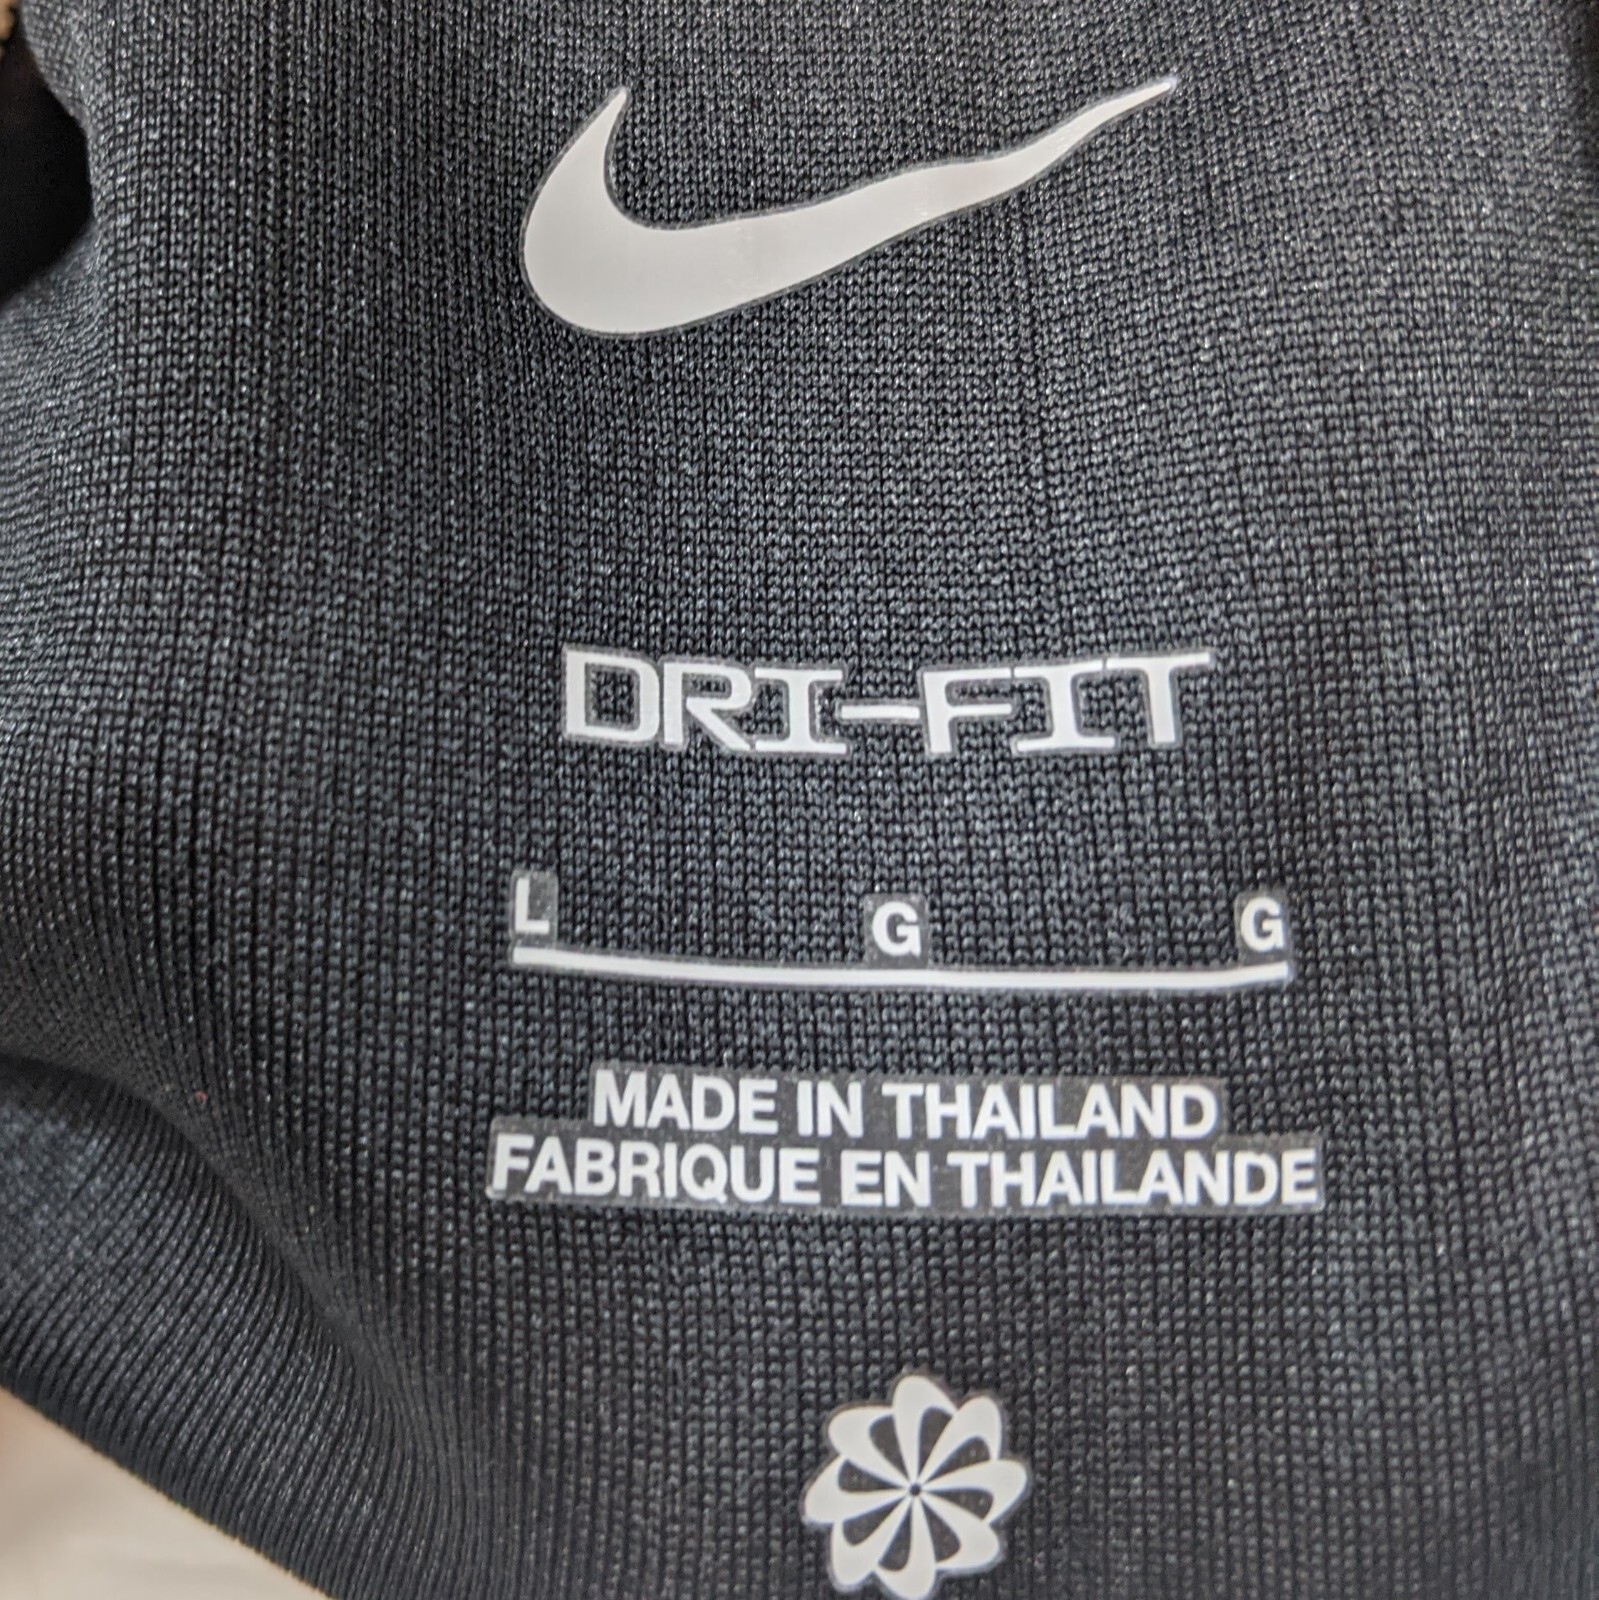 DRI-FIT
L G G
MADE IN THAILAND
FABRIQUE EN THAILANDE